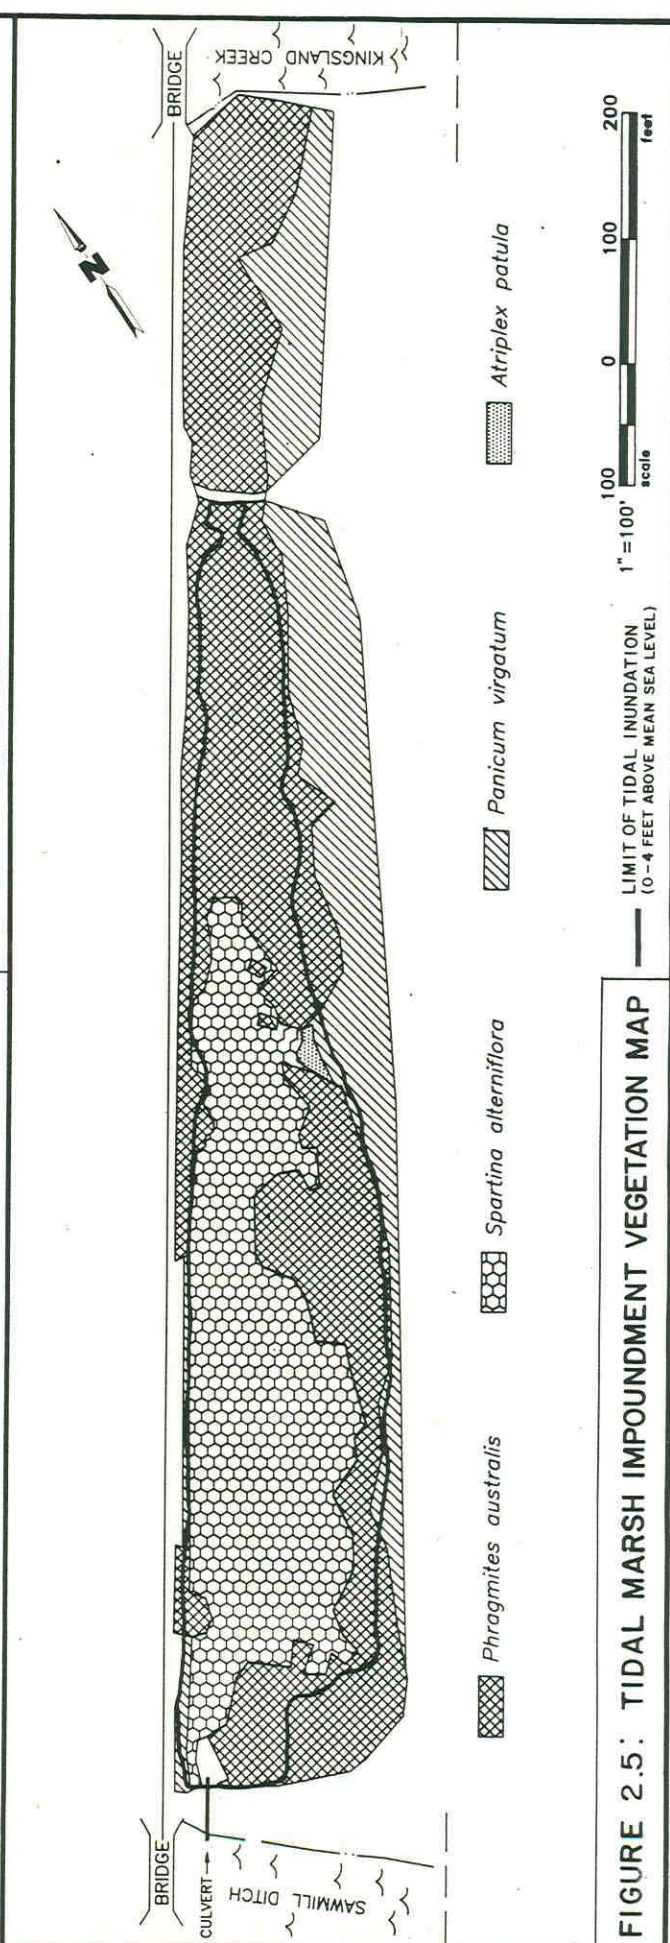 BRIDGE
KINGSLAND CREEK
N
BRIDGE
CULVERT
SAWMILL DITCH
Phragmites australis
Spartina alterniflora
Panicum virgatum
Atriplex patula
FIGURE 2.5: TIDAL MARSH IMPOUNDMENT VEGETATION MAP
LIMIT OF TIDAL INUNDATION
(0-4 FEET ABOVE MEAN SEA LEVEL)
1"=100'
100 0 100 200
scale feet